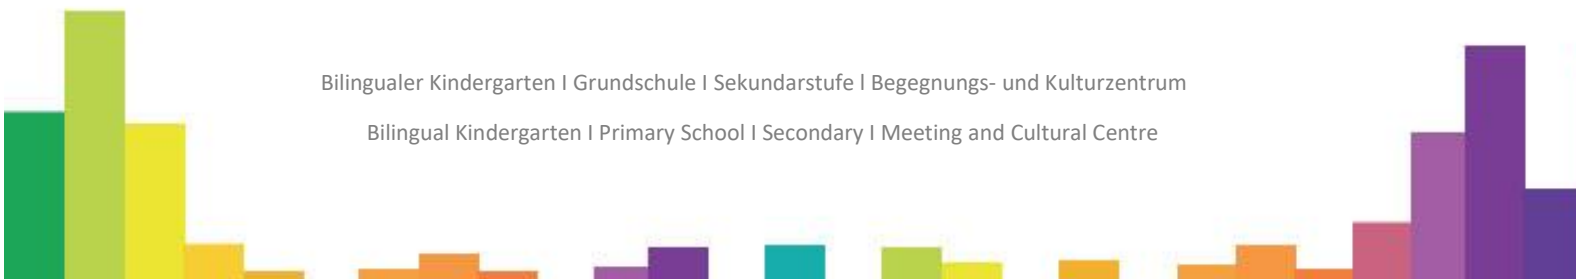 Bilingualer Kindergarten I Grundschule I Sekundarstufe l Begegnungs- und Kulturzentrum
Bilingual Kindergarten I Primary School I Secondary I Meeting and Cultural Centre